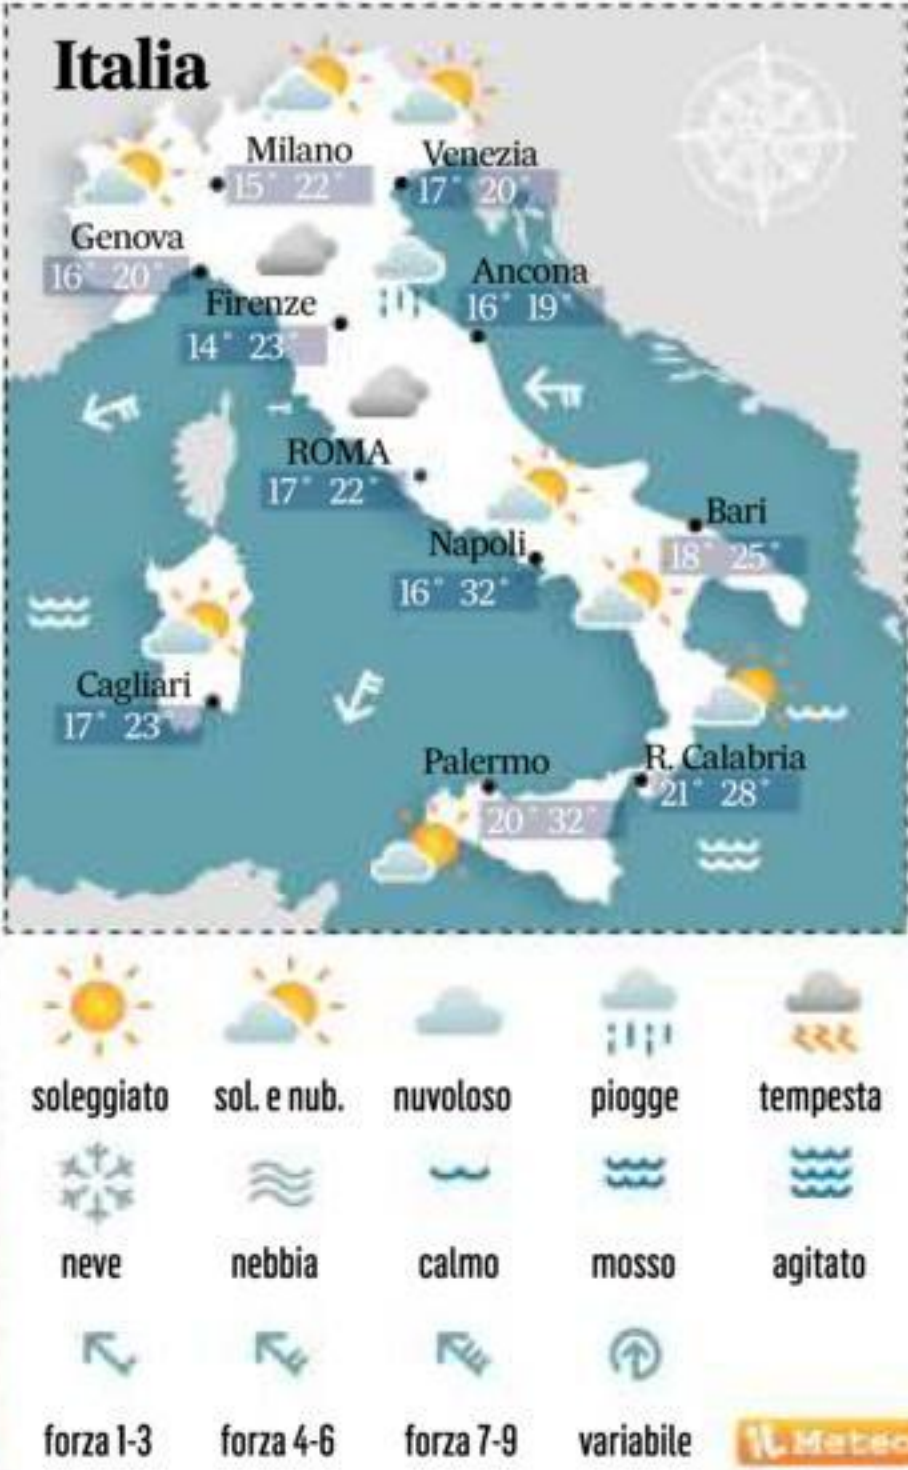 Italia
Milano
15° 22°
Venezia
17° 20°
Genova
16° 20°
Ancona
16° 19°
Firenze
14° 23°
ROMA
17° 22°
Bari
18° 25°
Napoli
16° 32°
Cagliari
17° 23°
Palermo
20° 32°
R. Calabria
21° 28°
soleggiato sol. e nub. nuvoloso piogge tempesta
neve nebbia calmo mosso agitato
forza 1-3 forza 4-6 forza 7-9 variabile
iL Meteo